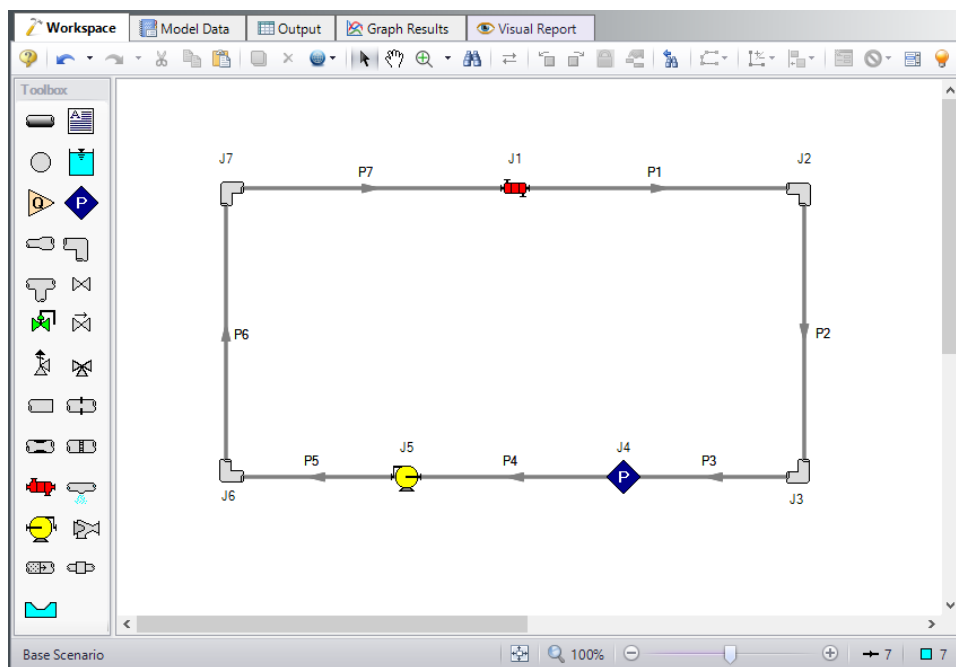 Workspace
Model Data
Output
Graph Results
Visual Report
Toolbox
A
Q
P
J7
P7
J1
P1
J2
P6
P2
J6
P5
J5
P4
J4
P
P3
J3
Base Scenario
100%
7
7